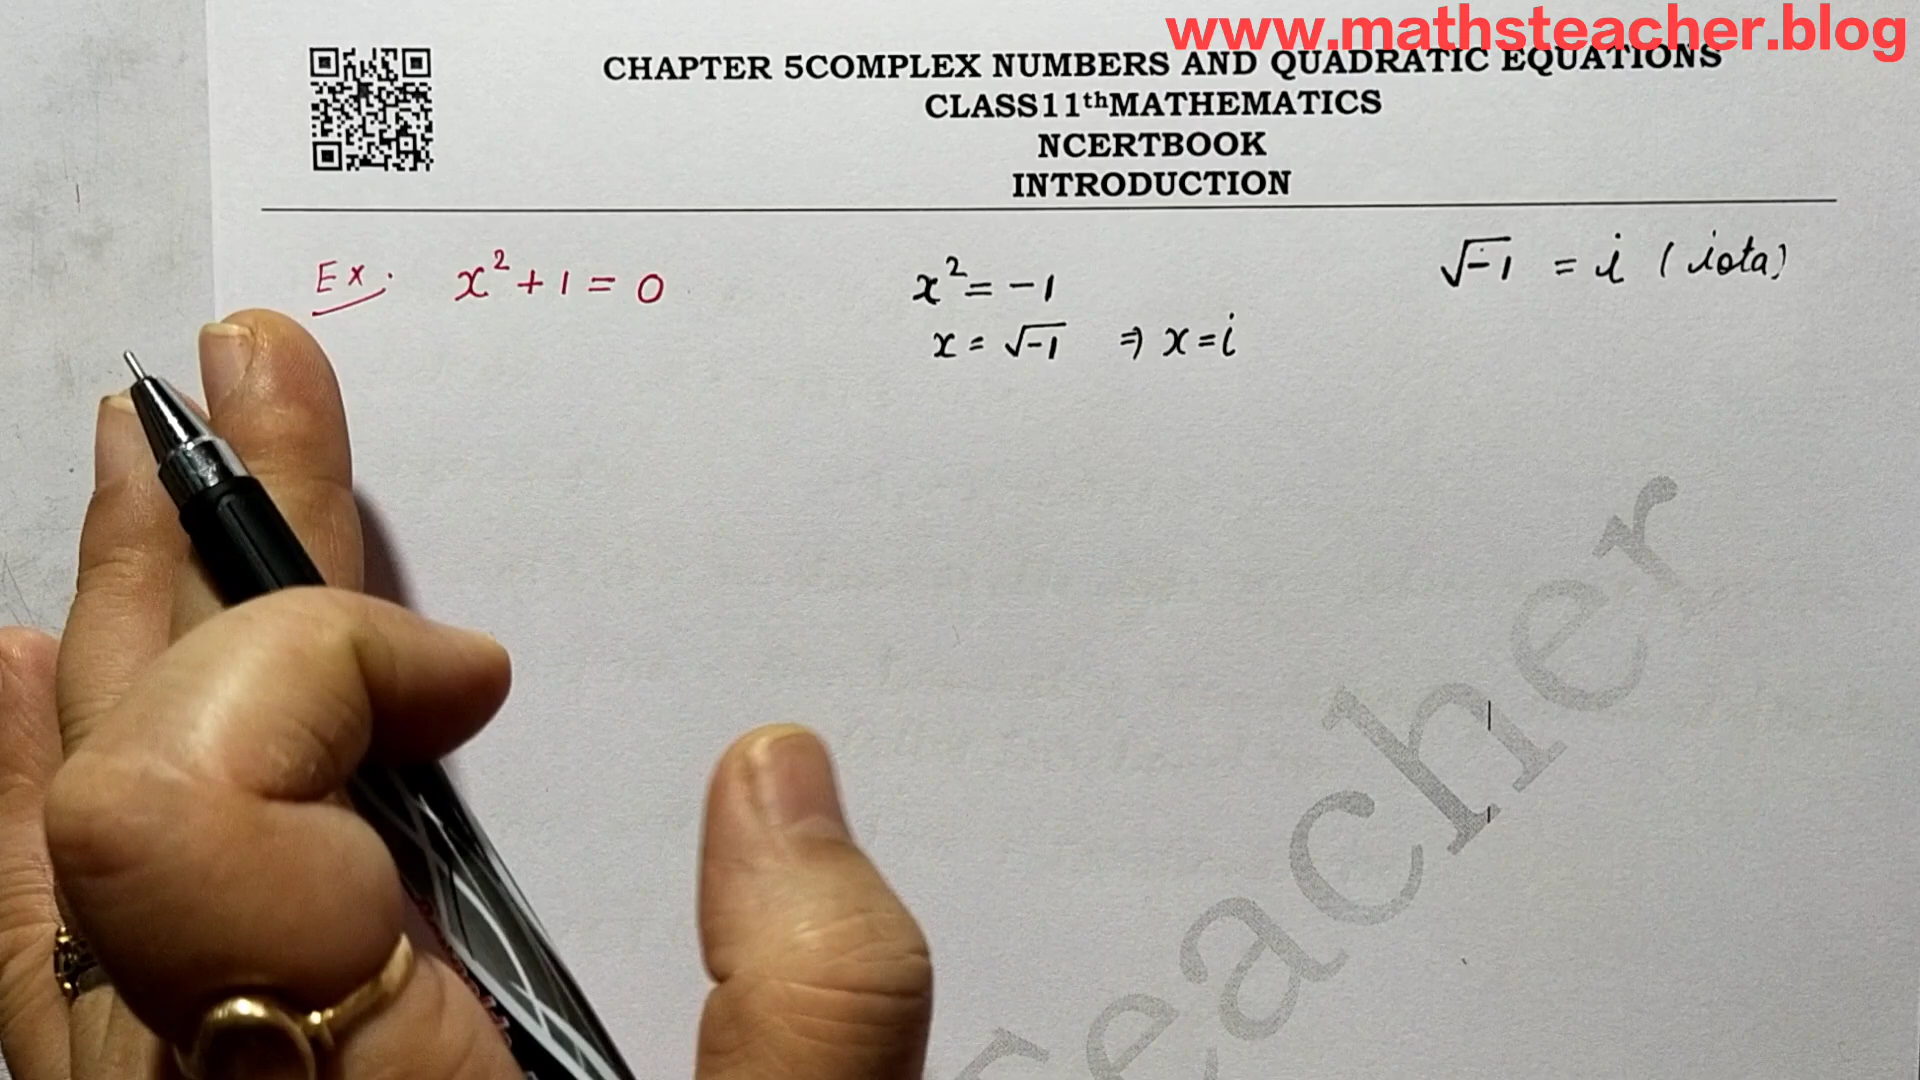 www.mathsteacher.blog
CHAPTER 5COMPLEX NUMBERS AND QUADRATIC EQUATIONS
CLASS11thMATHEMATICS
NCERTBOOK
INTRODUCTION
Ex. x² + 1 = 0
x² = -1
x = √-1 ⇒ x = i
√-1 = i (iota)
eacher